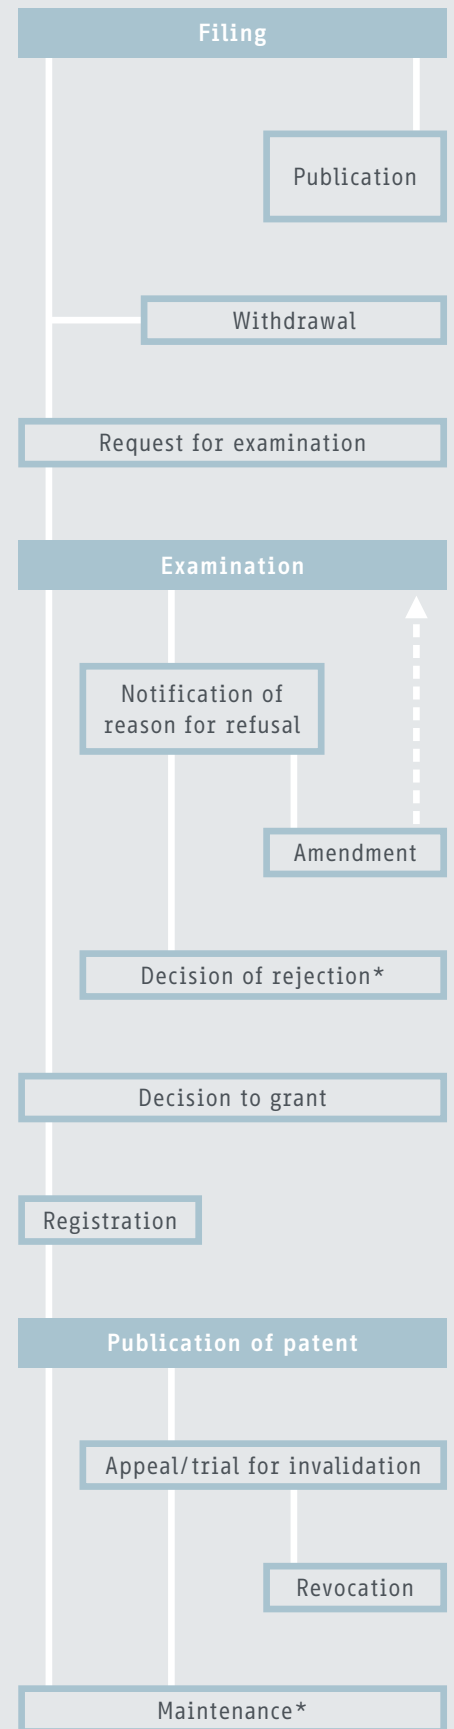 Filing
Publication
Withdrawal
Request for examination
Examination
Notification of
reason for refusal
Amendment
Decision of rejection*
Decision to grant
Registration
Publication of patent
Appeal/trial for invalidation
Revocation
Maintenance*